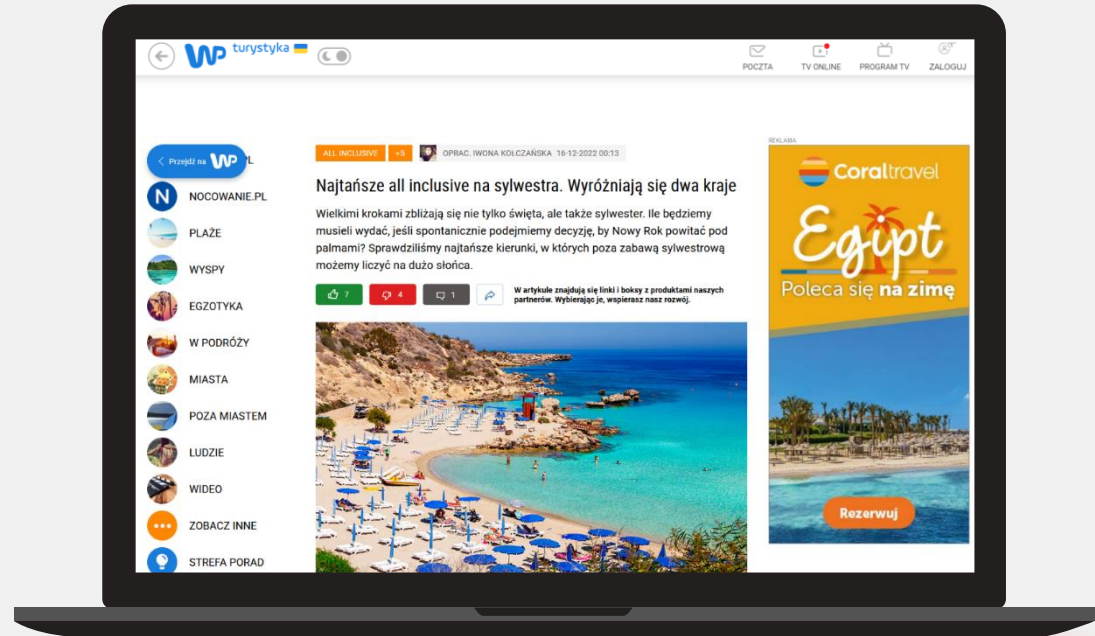 WP turystyka
POCZTA
TV ONLINE
PROGRAM TV
ZALOGUJ
Przejdź na WP
PL
NOCOWANIE.PL
PLAŻE
WYSPY
EGZOTYKA
W PODRÓŻY
MIASTA
POZA MIASTEM
LUDZIE
WIDEO
ZOBACZ INNE
STREFA PORAD
ALL INCLUSIVE +5 OPRAC. IWONA KOŁCZAŃSKA 16-12-2022 00:13
Najtańsze all inclusive na sylwestra. Wyróżniają się dwa kraje
Wielkimi krokami zbliżają się nie tylko święta, ale także sylwester. Ile będziemy
musieli wydać, jeśli spontanicznie podejmiemy decyzję, by Nowy Rok powitać pod
palmami? Sprawdziliśmy najtańsze kierunki, w których poza zabawą sylwestrową
możemy liczyć na dużo słońca.
7 4 1
W artykule znajdują się linki i boksy z produktami naszych
partnerów. Wybierając je, wspierasz nasz rozwój.
REKLAMA
Coraltravel
Egipt
Poleca się na zimę
Rezerwuj